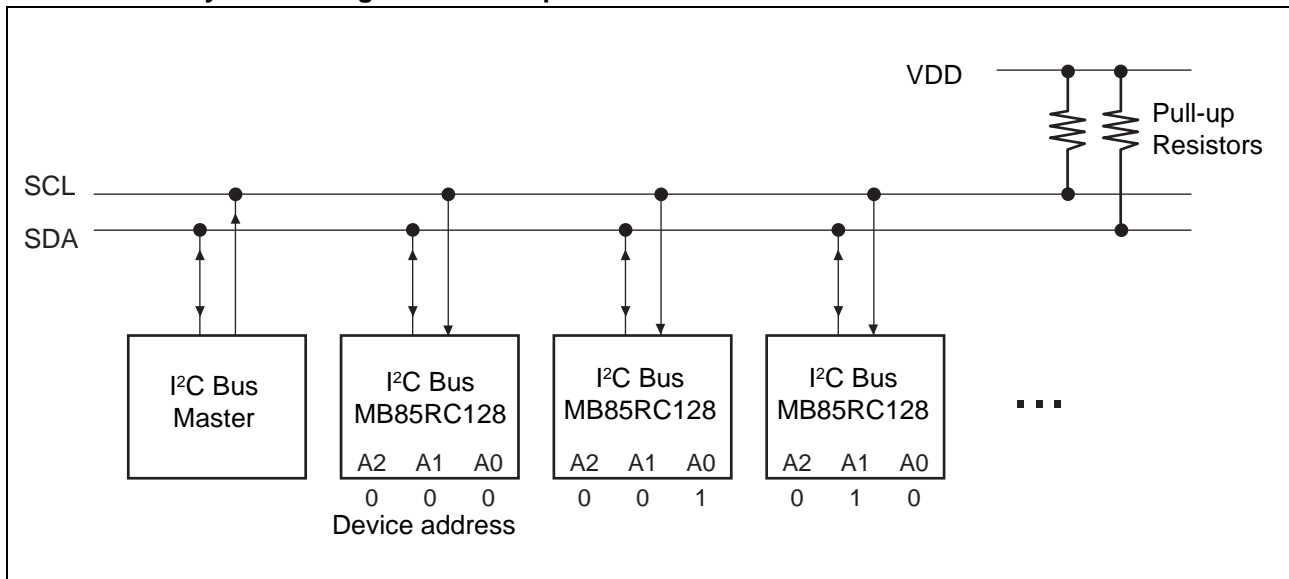 VDD
Pull-up
Resistors
SCL
SDA
I²C Bus
Master
I²C Bus
MB85RC128
A2 A1 A0
0 0 0
Device address
I²C Bus
MB85RC128
A2 A1 A0
0 0 1
I²C Bus
MB85RC128
A2 A1 A0
0 1 0
...